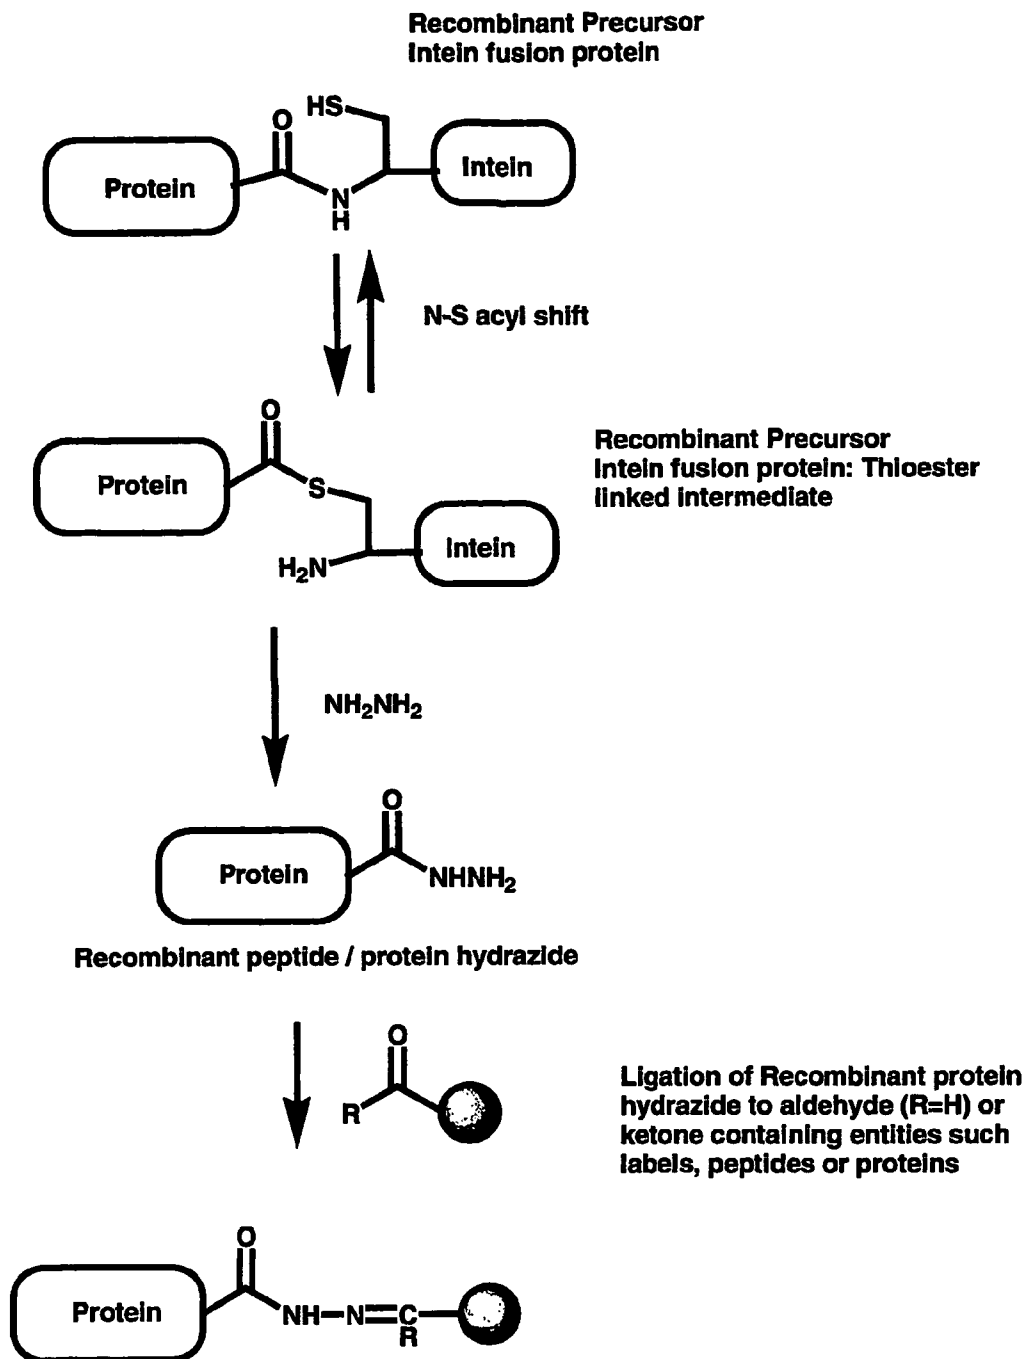 Recombinant Precursor
Intein fusion protein
HS
O
Protein
Intein
N
H
N-S acyl shift
O
Recombinant Precursor
Intein fusion protein: Thioester
linked intermediate
Protein
S
Intein
H₂N
NH₂NH₂
O
Protein
NHNH₂
Recombinant peptide / protein hydrazide
O
R
Ligation of Recombinant protein
hydrazide to aldehyde (R=H) or
ketone containing entities such
labels, peptides or proteins
O
Protein
NH—N=C
R